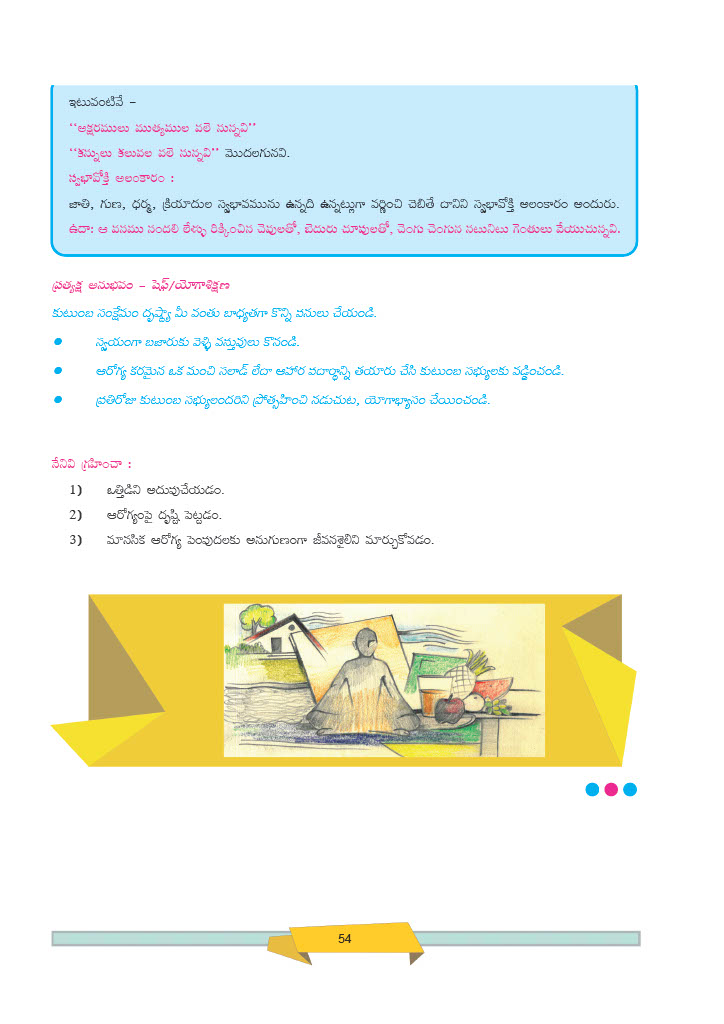 ఇటువంటివే –
‘‘అక్షరములు ముత్యముల వలె నున్నవి’’
‘‘కన్నులు కలువల వలె నున్నవి’’ మొదలగునవి.
స్వభావోక్తి అలంకారం :
జాతి, గుణ, ధర్మ, క్రియాదుల స్వభావమును ఉన్నది ఉన్నట్లుగా వర్ణించి చెబితే దానిని స్వభావోక్తి అలంకారం అందురు.
ఉదా: ఆ వనము నందలి లేళ్ళు రిక్కించిన చెవులతో, బెదురు చూపులతో, చెంగు చెంగున నటునిటు గెంతులు వేయుచున్నవి.
ప్రత్యక్ష అనుభవం – షెఫ్/యోగాశిక్షణ
కుటుంబ సంక్షేమం దృష్ట్యా మీ వంతు బాధ్యతగా కొన్ని పనులు చేయండి.
● స్వయంగా బజారుకు వెళ్ళి వస్తువులు కొనండి.
● ఆరోగ్య కరమైన ఒక మంచి సలాడ్ లేదా ఆహార పదార్థాన్ని తయారు చేసి కుటుంబ సభ్యులకు వడ్డించండి.
● ప్రతిరోజూ కుటుంబ సభ్యులందరిని ప్రోత్సహించి నడుచుట, యోగాభ్యాసం చేయించండి.
నేనివి గ్రహించా :
1) ఒత్తిడిని అదుపుచేయడం.
2) ఆరోగ్యంపై దృష్టి పెట్టడం.
3) మానసిక ఆరోగ్య పెంపుదలకు అనుగుణంగా జీవనశైలిని మార్చుకోవడం.
54